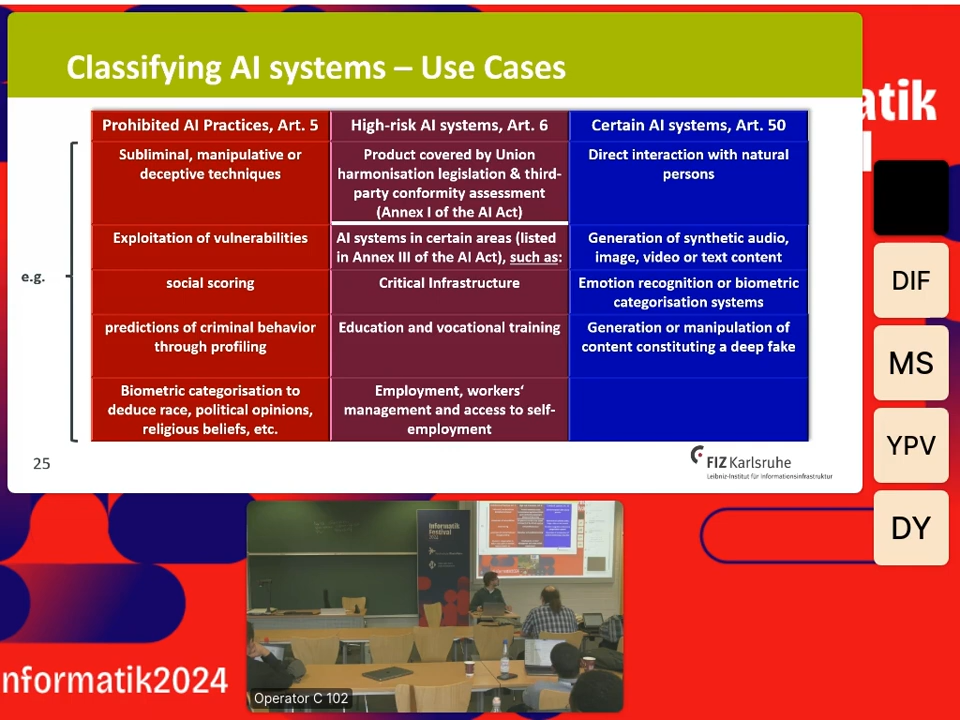 Classifying AI systems – Use Cases
Prohibited AI Practices, Art. 5
High-risk AI systems, Art. 6
Certain AI systems, Art. 50
Subliminal, manipulative or
deceptive techniques
Product covered by Union
harmonisation legislation & third-
party conformity assessment
(Annex I of the AI Act)
Direct interaction with natural
persons
Exploitation of vulnerabilities
AI systems in certain areas (listed
in Annex III of the AI Act), such as:
Generation of synthetic audio,
image, video or text content
e.g.
social scoring
Critical Infrastructure
Emotion recognition or biometric
categorisation systems
predictions of criminal behavior
through profiling
Education and vocational training
Generation or manipulation of
content constituting a deep fake
Biometric categorisation to
deduce race, political opinions,
religious beliefs, etc.
Employment, workers‘
management and access to self-
employment
25
FIZ Karlsruhe
Leibniz-Institut für Informationsinfrastruktur
atik
DIF
MS
YPV
DY
informatik
festival
2024
Operator C 102
nformatik2024